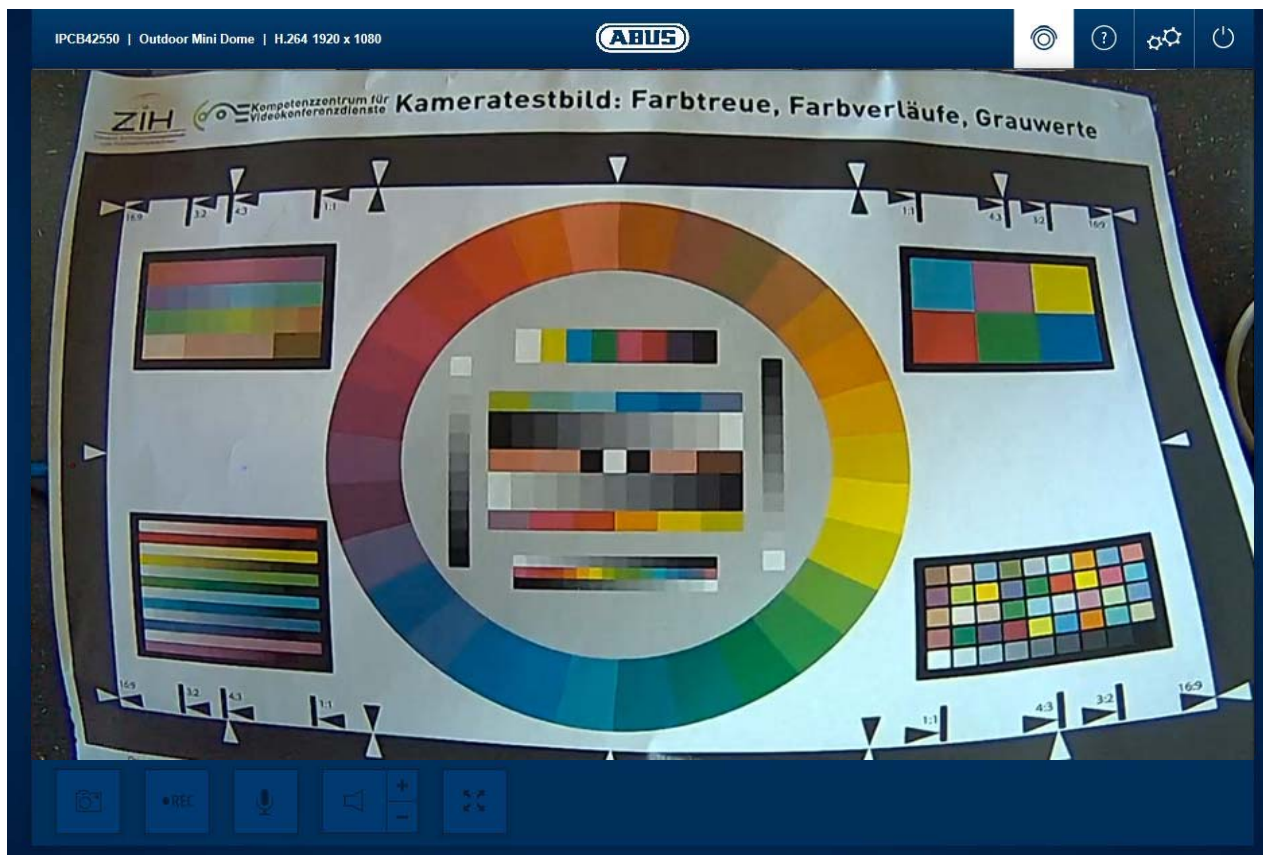 IPCB42550 | Outdoor Mini Dome | H.264 1920 x 1080
ABUS
?
ZIH
Kompetenzzentrum für
Videokonferenzdienste
Kameratestbild: Farbtreue, Farbverläufe, Grauwerte
16:9 3:2 4:3 1:1 1:1 4:3 3:2 16:9
16:9 3:2 4:3 1:1 1:1 4:3 3:2 16:9
REC
+
−